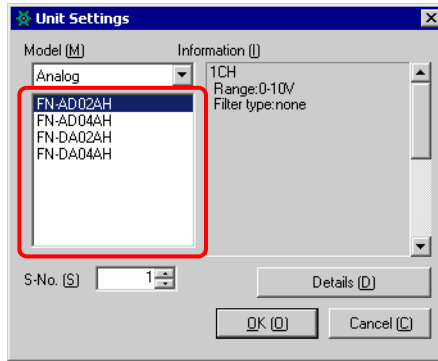 Unit Settings
Model (M)
Information (I)
Analog
1CH
Range:0-10V
Filter type:none
FN-AD02AH
FN-AD04AH
FN-DA02AH
FN-DA04AH
S-No. (S)
1
Details (D)
OK (O)
Cancel (C)